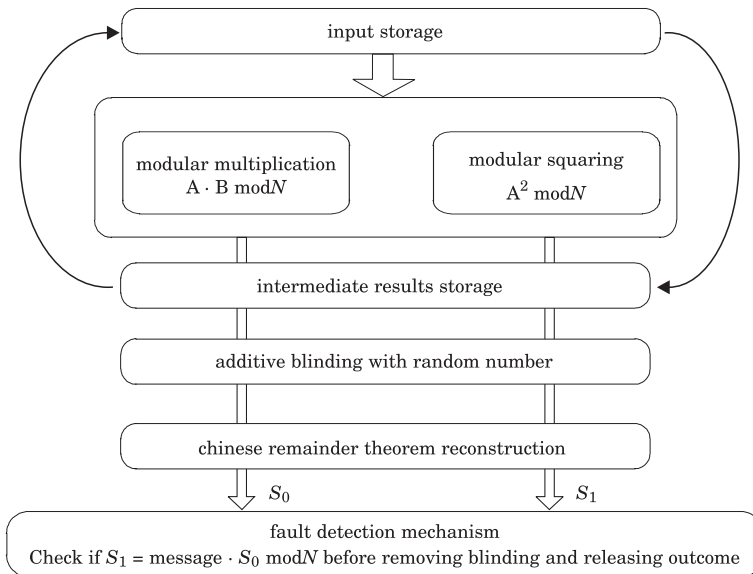 input storage
modular multiplication
A · B modN
modular squaring
A² modN
intermediate results storage
additive blinding with random number
chinese remainder theorem reconstruction
S₀
S₁
fault detection mechanism
Check if S₁ = message · S₀ modN before removing blinding and releasing outcome